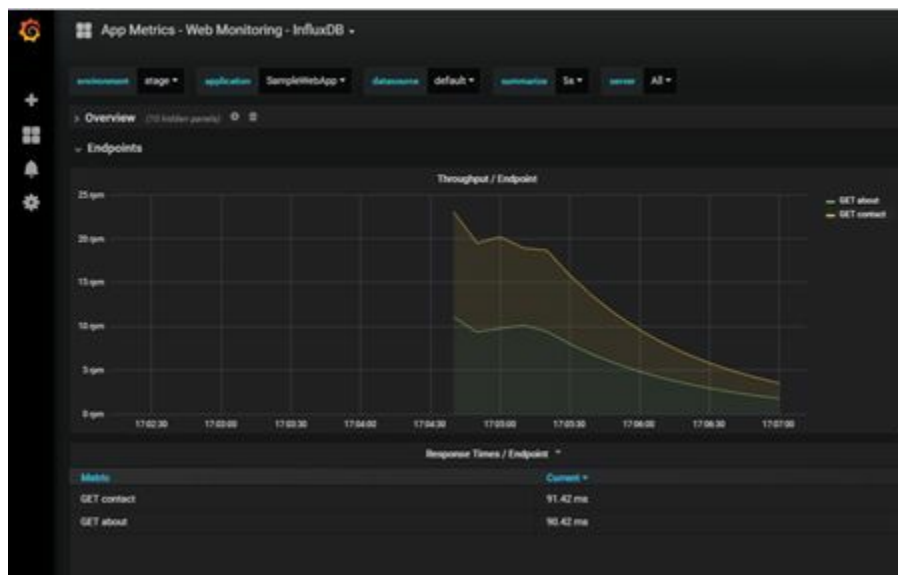 App Metrics - Web Monitoring - InfluxDB
environment stage application SampleWebApp datasource default summarize 5s server All
Overview (10 hidden panels)
Endpoints
Throughput / Endpoint
25 rpm
20 rpm
15 rpm
10 rpm
5 rpm
0 rpm
17:02:30 17:03:00 17:03:30 17:04:00 17:04:30 17:05:00 17:05:30 17:06:00 17:06:30 17:07:00
GET about
GET contact
Response Times / Endpoint
Metric Current
GET contact 91.42 ms
GET about 90.42 ms